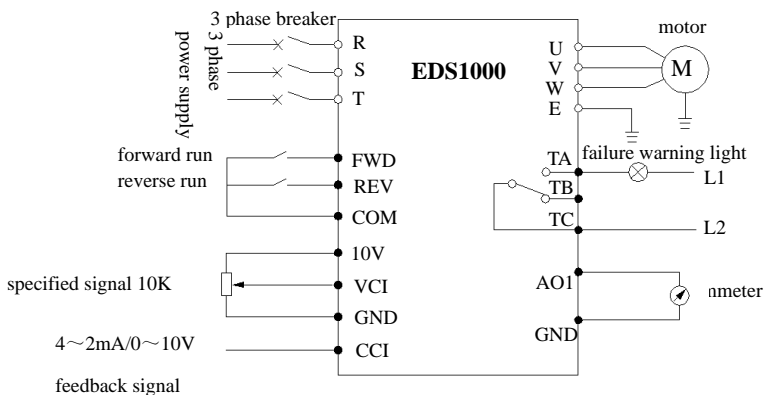 3 phase breaker
3 phase
power supply
R
S
T
EDS1000
U
V
W
E
motor
M
forward run
reverse run
FWD
REV
COM
TA
failure warning light
L1
TB
TC
L2
10V
specified signal 10K
VCI
GND
AO1
GND
4～2mA/0～10V
CCI
feedback signal